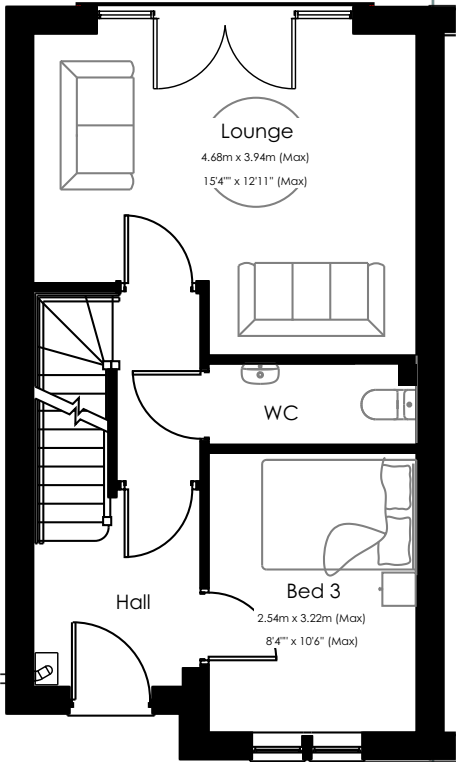 Lounge
4.68m x 3.94m (Max)
15'4"" x 12'11" (Max)
WC
Hall
Bed 3
2.54m x 3.22m (Max)
8'4"" x 10'6" (Max)